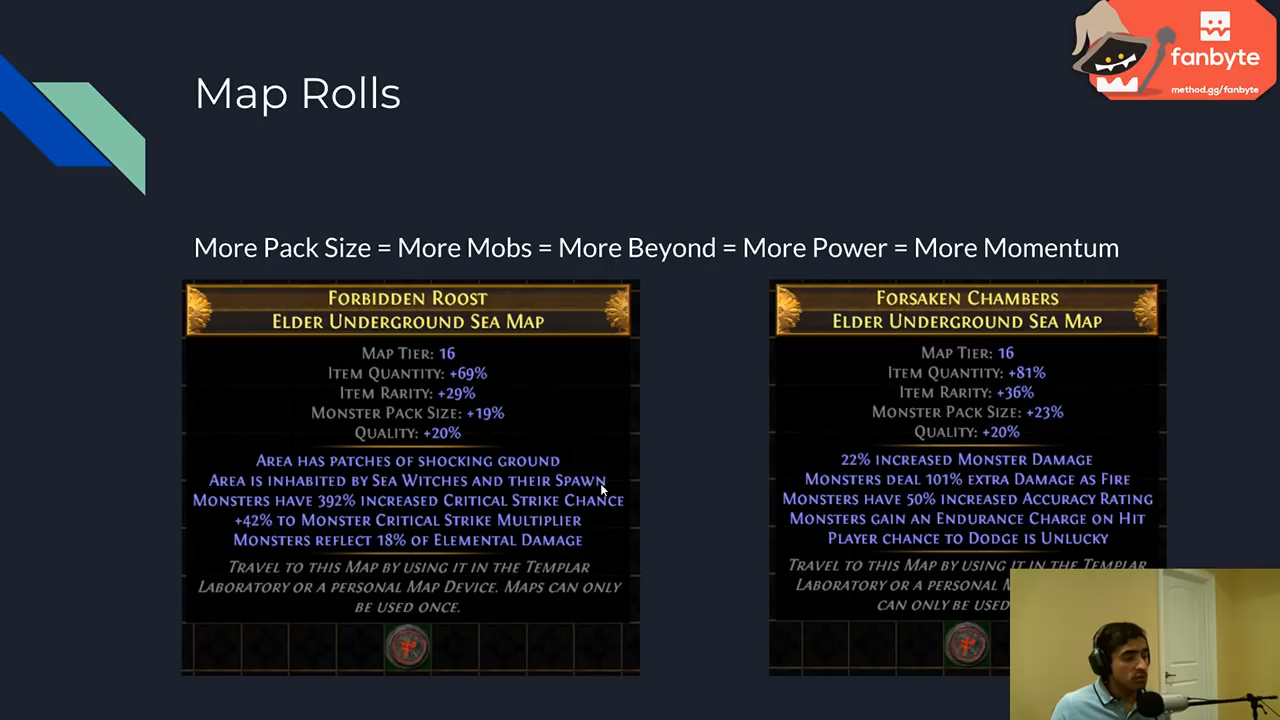 fanbyte
method.gg/fanbyte
Map Rolls
More Pack Size = More Mobs = More Beyond = More Power = More Momentum
Forbidden Roost
Elder Underground Sea Map
Map Tier: 16
Item Quantity: +69%
Item Rarity: +29%
Monster Pack Size: +19%
Quality: +20%
Area has patches of shocking ground
Area is inhabited by Sea Witches and their Spawn
Monsters have 392% increased Critical Strike Chance
+42% to Monster Critical Strike Multiplier
Monsters reflect 18% of Elemental Damage
Travel to this Map by using it in the Templar
Laboratory or a personal Map Device. Maps can only
be used once.
Forsaken Chambers
Elder Underground Sea Map
Map Tier: 16
Item Quantity: +81%
Item Rarity: +36%
Monster Pack Size: +23%
Quality: +20%
22% increased Monster Damage
Monsters deal 101% extra Damage as Fire
Monsters have 50% increased Accuracy Rating
Monsters gain an Endurance Charge on Hit
Player chance to Dodge is Unlucky
Travel to this Map by using it in the Templar
Laboratory or a personal M
can only be used